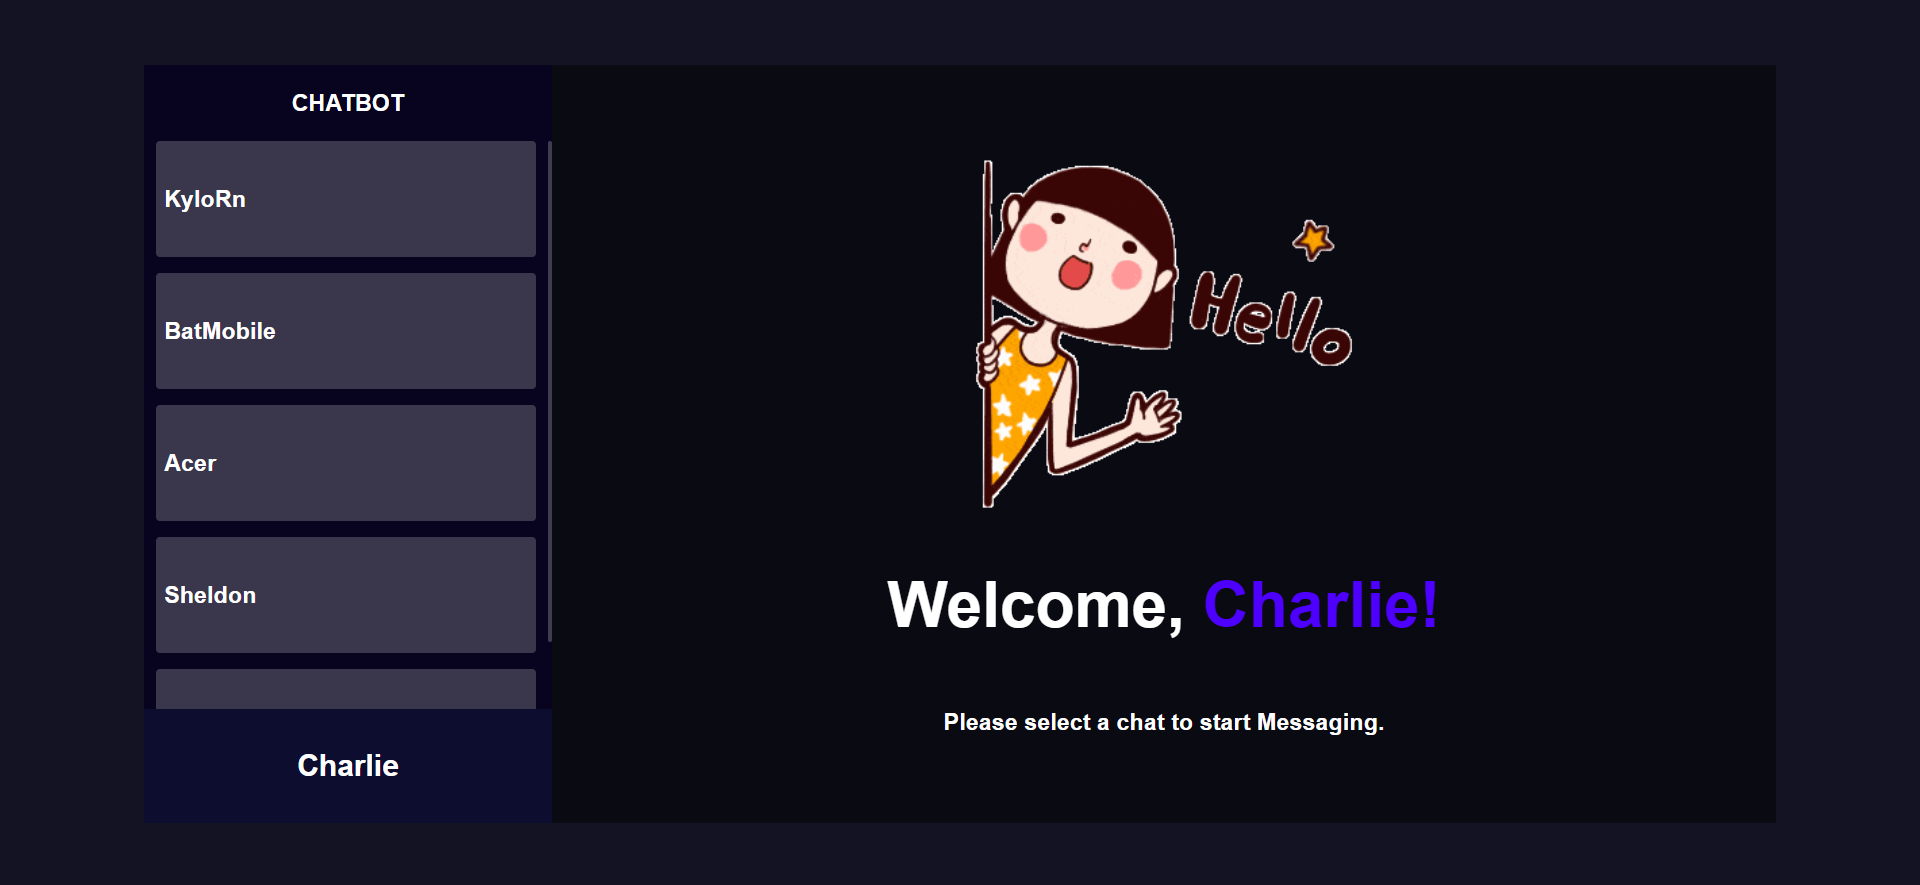 CHATBOT
KyloRn
BatMobile
Acer
Sheldon
Charlie
Hello
Welcome, Charlie!
Please select a chat to start Messaging.